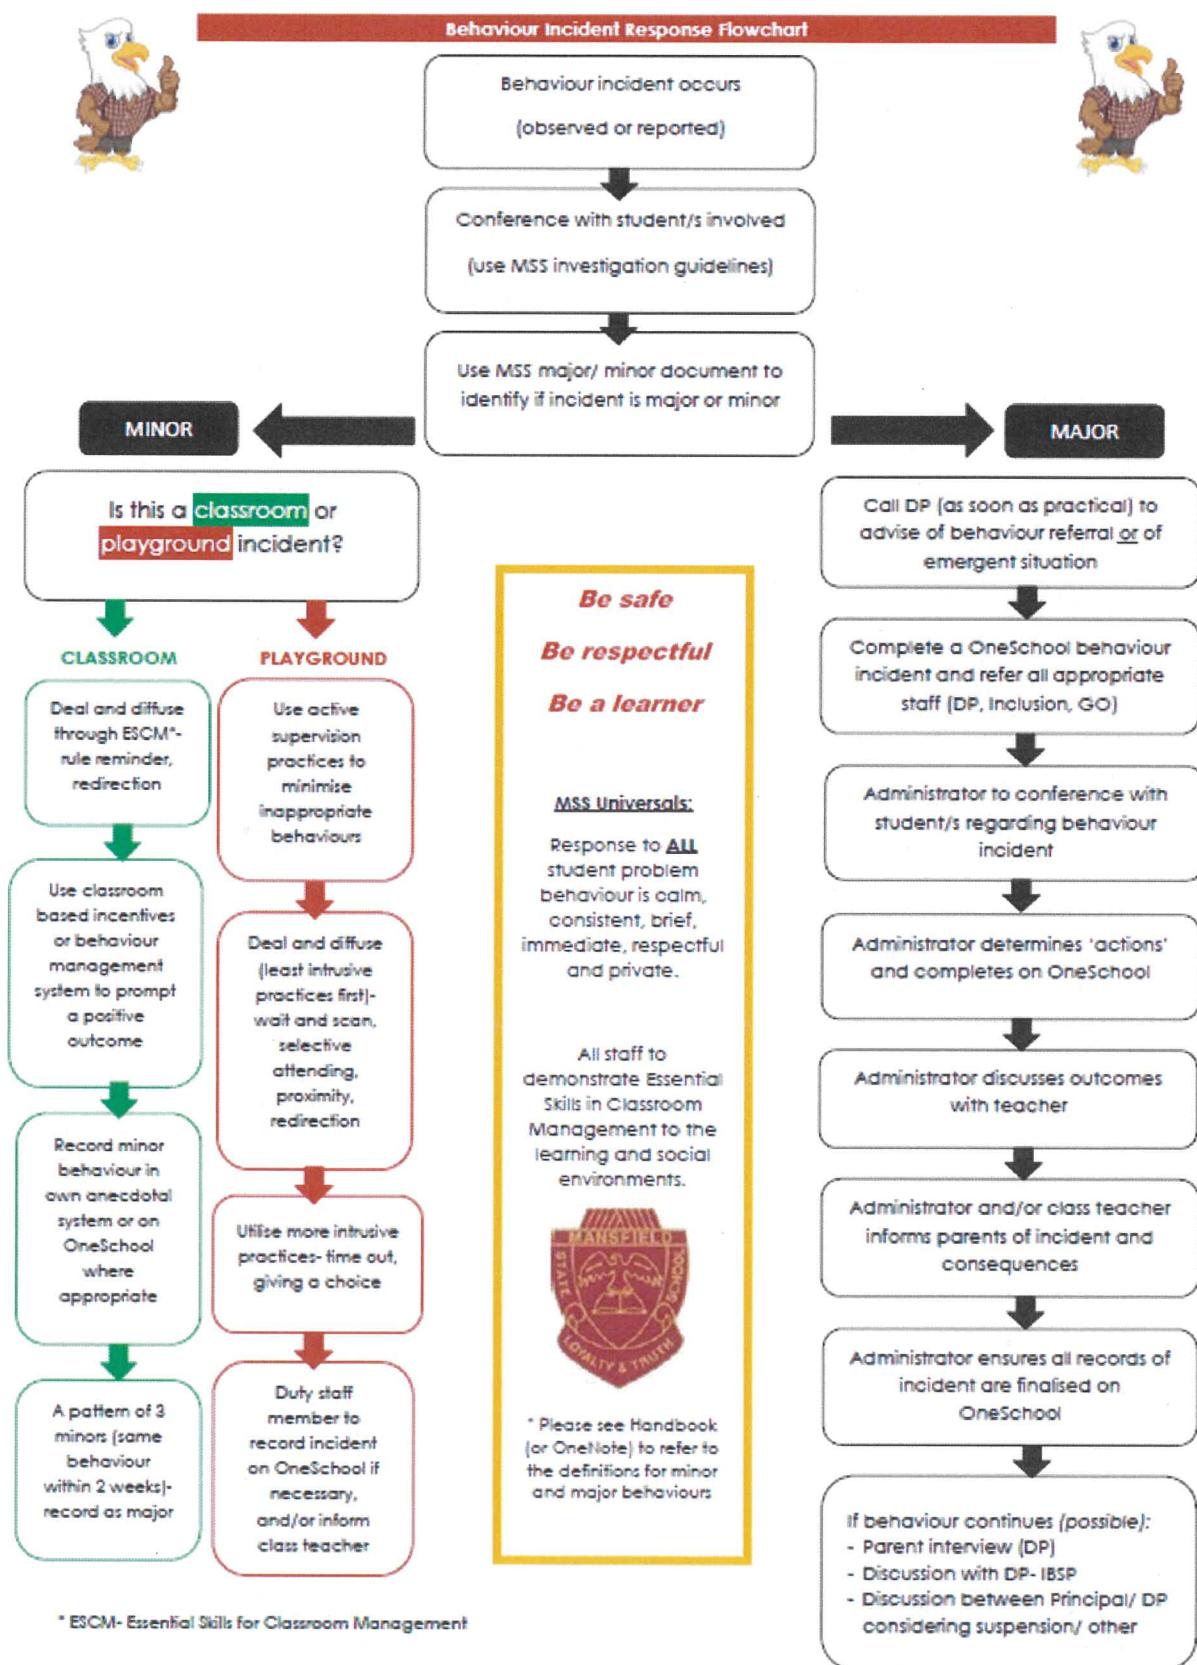 Behaviour Incident Response Flowchart
Behaviour incident occurs
(observed or reported)
Conference with student/s involved
(use MSS investigation guidelines)
Use MSS major/ minor document to
identify if incident is major or minor
MINOR
MAJOR
Is this a classroom or
playground incident?
CLASSROOM
Deal and diffuse
through ESCM*-
rule reminder,
redirection
Use classroom
based incentives
or behaviour
management
system to prompt
a positive
outcome
Record minor
behaviour in
own anecdotal
system or on
OneSchool
where
appropriate
A pattern of 3
minors (same
behaviour
within 2 weeks)-
record as major
PLAYGROUND
Use active
supervision
practices to
minimise
inappropriate
behaviours
Deal and diffuse
(least intrusive
practices first)-
wait and scan,
selective
attending,
proximity,
redirection
Utilise more intrusive
practices- time out,
giving a choice
Duty staff
member to
record incident
on OneSchool if
necessary,
and/or inform
class teacher
Be safe
Be respectful
Be a learner
MSS Universals:
Response to ALL
student problem
behaviour is calm,
consistent, brief,
immediate, respectful
and private.
All staff to
demonstrate Essential
Skills in Classroom
Management to the
learning and social
environments.
MANSFIELD
STATE
SCHOOL
LOYALTY & TRUTH
* Please see Handbook
(or OneNote) to refer to
the definitions for minor
and major behaviours
Call DP (as soon as practical) to
advise of behaviour referral or of
emergent situation
Complete a OneSchool behaviour
incident and refer all appropriate
staff (DP, Inclusion, GO)
Administrator to conference with
student/s regarding behaviour
incident
Administrator determines 'actions'
and completes on OneSchool
Administrator discusses outcomes
with teacher
Administrator and/or class teacher
informs parents of incident and
consequences
Administrator ensures all records of
incident are finalised on
OneSchool
If behaviour continues (possible):
- Parent interview (DP)
- Discussion with DP- IBSP
- Discussion between Principal/ DP
considering suspension/ other
* ESCM- Essential Skills for Classroom Management